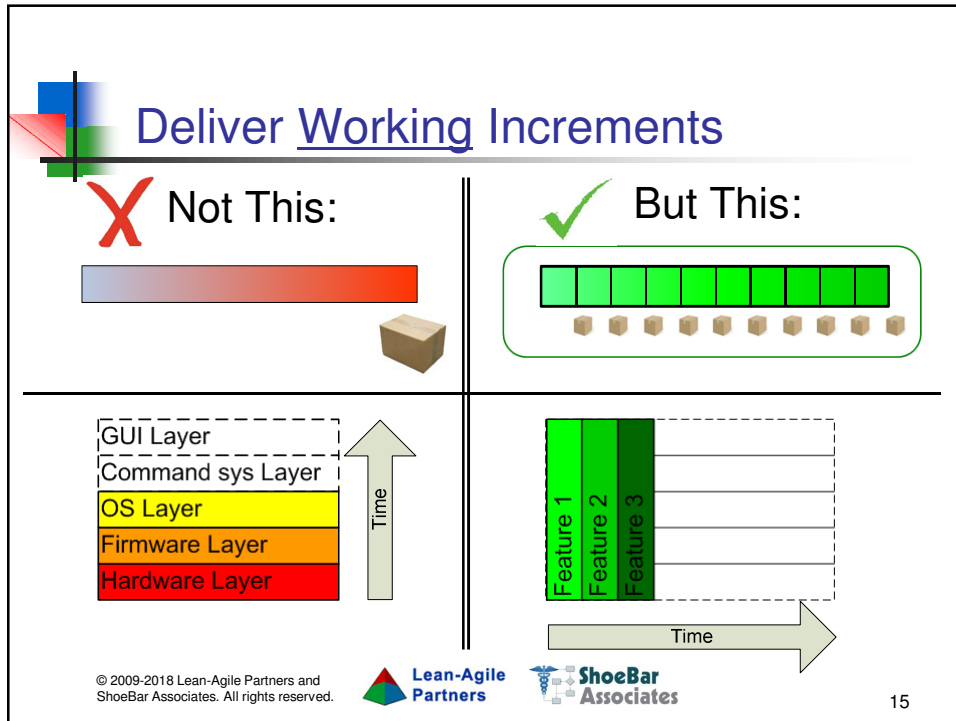 Deliver Working Increments
Not This:
But This:
GUI Layer
Command sys Layer
OS Layer
Firmware Layer
Hardware Layer
Time
Feature 1
Feature 2
Feature 3
Time
© 2009-2018 Lean-Agile Partners and
ShoeBar Associates. All rights reserved.
Lean-Agile
Partners
ShoeBar
Associates
15